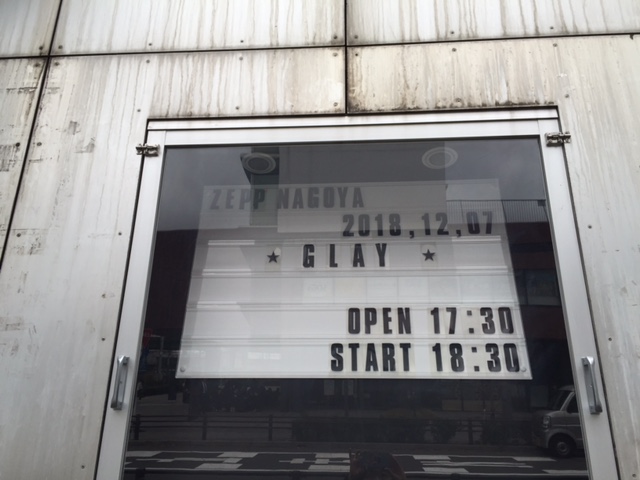 ZEPP NAGOYA
2018,12,07
★ GLAY ★
OPEN 17:30
START 18:30